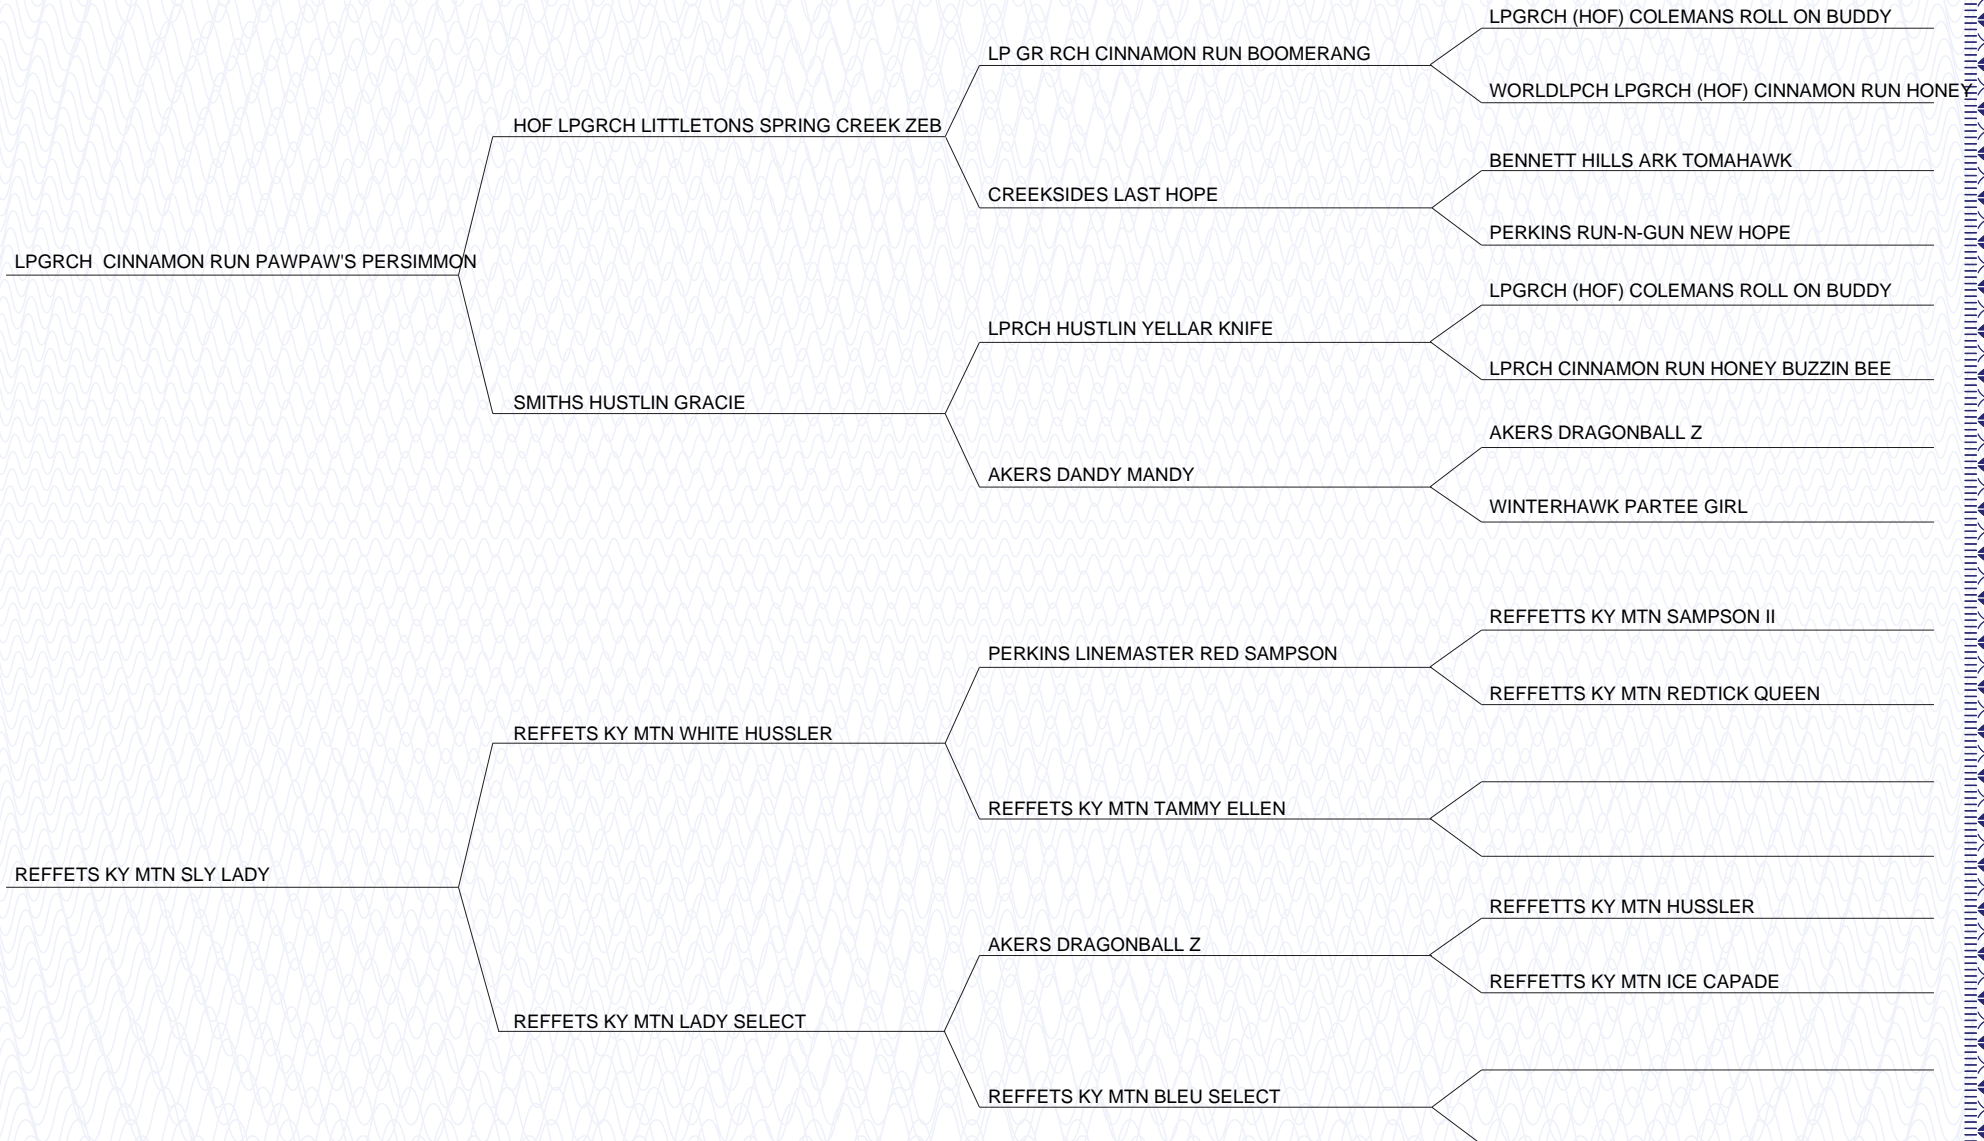 LPGRCH (HOF) COLEMANS ROLL ON BUDDY
LP GR RCH CINNAMON RUN BOOMERANG
WORLDLPCH LPGRCH (HOF) CINNAMON RUN HONEY
HOF LPGRCH LITTLETONS SPRING CREEK ZEB
BENNETT HILLS ARK TOMAHAWK
CREEKSIDES LAST HOPE
PERKINS RUN-N-GUN NEW HOPE
LPGRCH  CINNAMON RUN PAWPAW'S PERSIMMON
LPGRCH (HOF) COLEMANS ROLL ON BUDDY
LPRCH HUSTLIN YELLAR KNIFE
LPRCH CINNAMON RUN HONEY BUZZIN BEE
SMITHS HUSTLIN GRACIE
AKERS DRAGONBALL Z
AKERS DANDY MANDY
WINTERHAWK PARTEE GIRL
REFFETTS KY MTN SAMPSON II
PERKINS LINEMASTER RED SAMPSON
REFFETTS KY MTN REDTICK QUEEN
REFFETS KY MTN WHITE HUSSLER
REFFETS KY MTN TAMMY ELLEN
REFFETS KY MTN SLY LADY
REFFETTS KY MTN HUSSLER
AKERS DRAGONBALL Z
REFFETTS KY MTN ICE CAPADE
REFFETS KY MTN LADY SELECT
REFFETS KY MTN BLEU SELECT